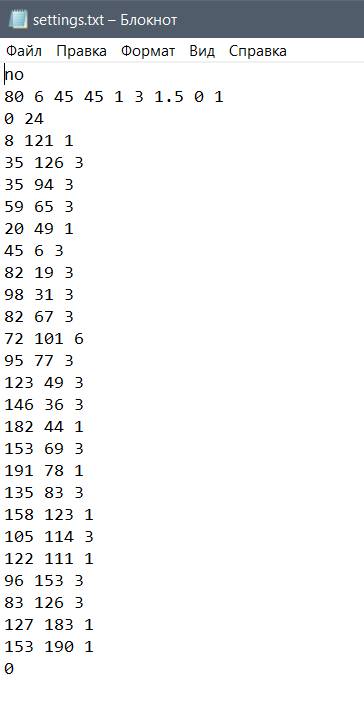 settings.txt – Блокнот
Файл Правка Формат Вид Справка
no
80 6 45 45 1 3 1.5 0 1
0 24
8 121 1
35 126 3
35 94 3
59 65 3
20 49 1
45 6 3
82 19 3
98 31 3
82 67 3
72 101 6
95 77 3
123 49 3
146 36 3
182 44 1
153 69 3
191 78 1
135 83 3
158 123 1
105 114 3
122 111 1
96 153 3
83 126 3
127 183 1
153 190 1
0